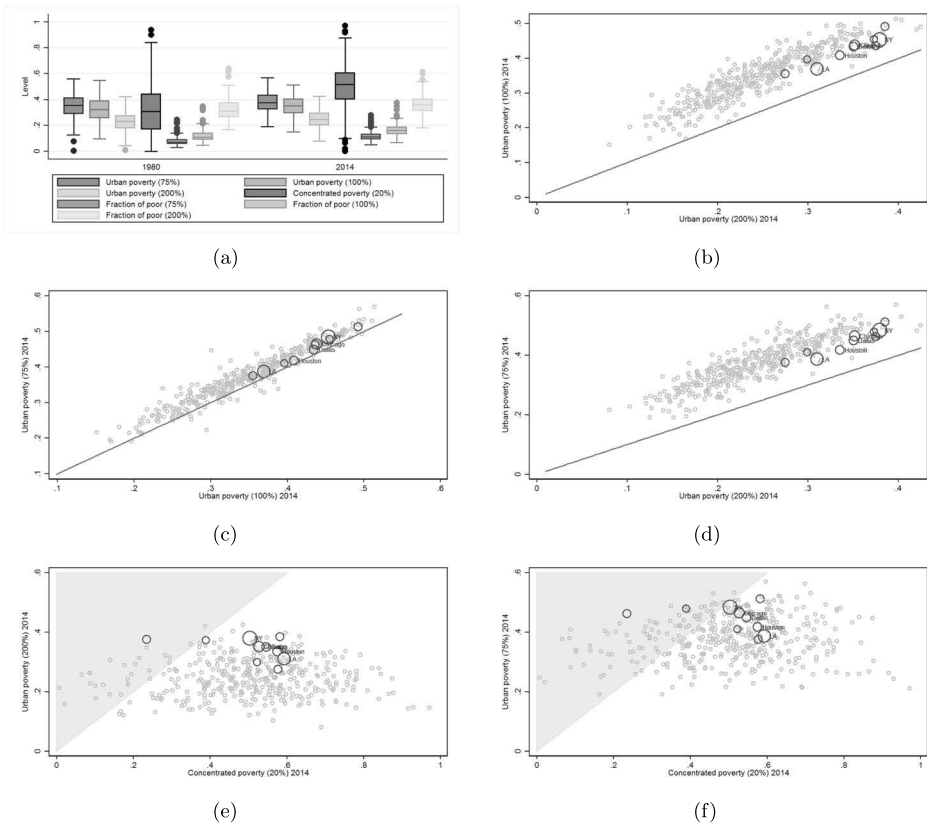 Level
0 .2 .4 .6 .8 1
1980 2014
Urban poverty (75%) Urban poverty (100%)
Urban poverty (200%) Concentrated poverty (20%)
Fraction of poor (75%) Fraction of poor (100%)
Fraction of poor (200%)
(a)
Urban poverty (100%) 2014
0 .1 .2 .3 .4 .5
NY
Houston
LA
0 .1 .2 .3 .4
Urban poverty (200%) 2014
(b)
Urban poverty (75%) 2014
.1 .2 .3 .4 .5 .6
NY
Dallas
Houston
LA
.1 .2 .3 .4 .5 .6
Urban poverty (100%) 2014
(c)
Urban poverty (75%) 2014
0 .2 .4 .6
NY
Dallas
Houston
LA
0 .1 .2 .3 .4
Urban poverty (200%) 2014
(d)
Urban poverty (200%) 2014
0 .2 .4 .6
NY
Houston
LA
0 .2 .4 .6 .8 1
Concentrated poverty (20%) 2014
(e)
Urban poverty (75%) 2014
0 .2 .4 .6
NY
Chicago
Dallas
Houston
LA
0 .2 .4 .6 .8 1
Concentrated poverty (20%) 2014
(f)